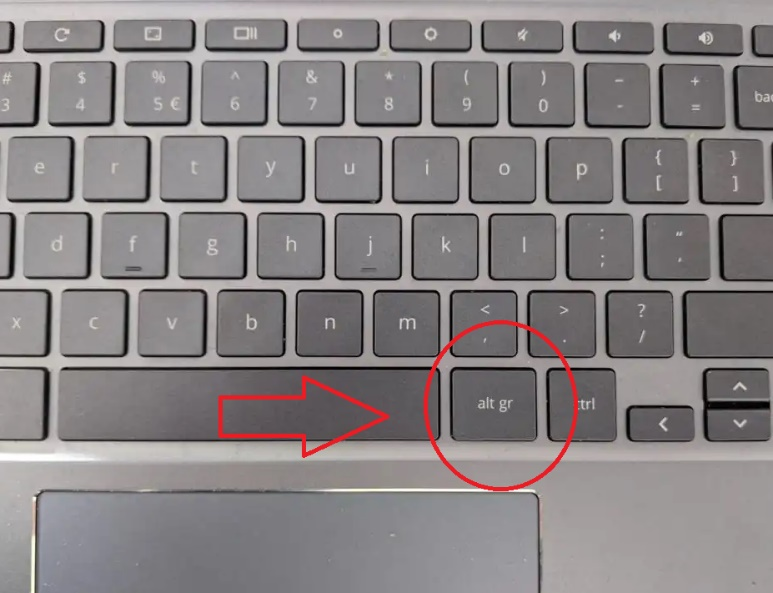 # $ % ^ & * ( ) _ +
3 4 5 € 6 7 8 9 0 - = bac
e r t y u i o p { [ } ]
d f g h j k l : ; " '
x c v b n m < , > . ? /
alt gr ctrl